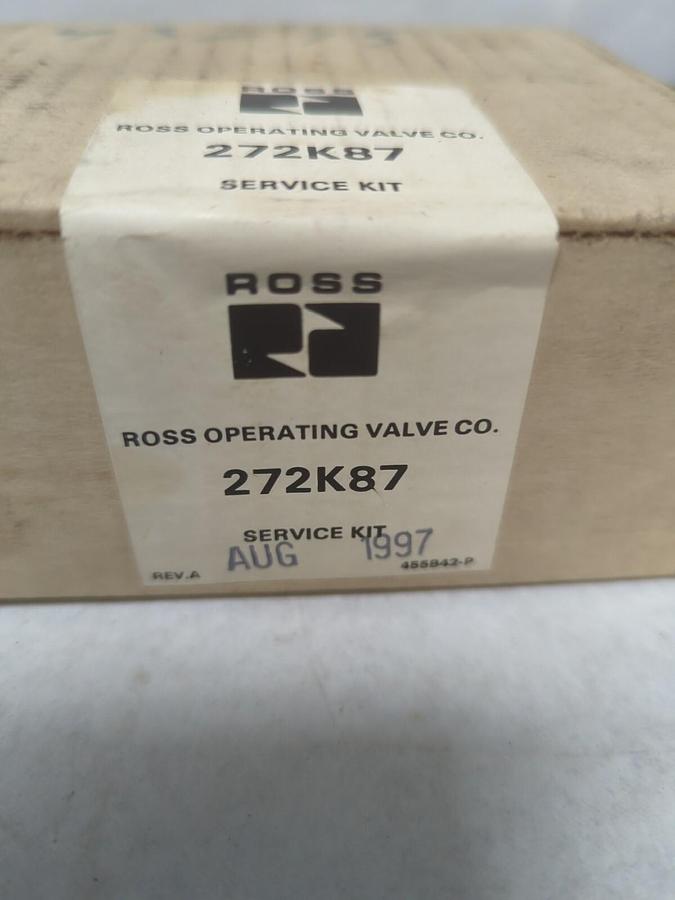 ROSS
ROSS OPERATING VALVE CO.
272K87
SERVICE KIT
ROSS
ROSS OPERATING VALVE CO.
272K87
SERVICE KIT
AUG 1997
REV.A 455B42-P